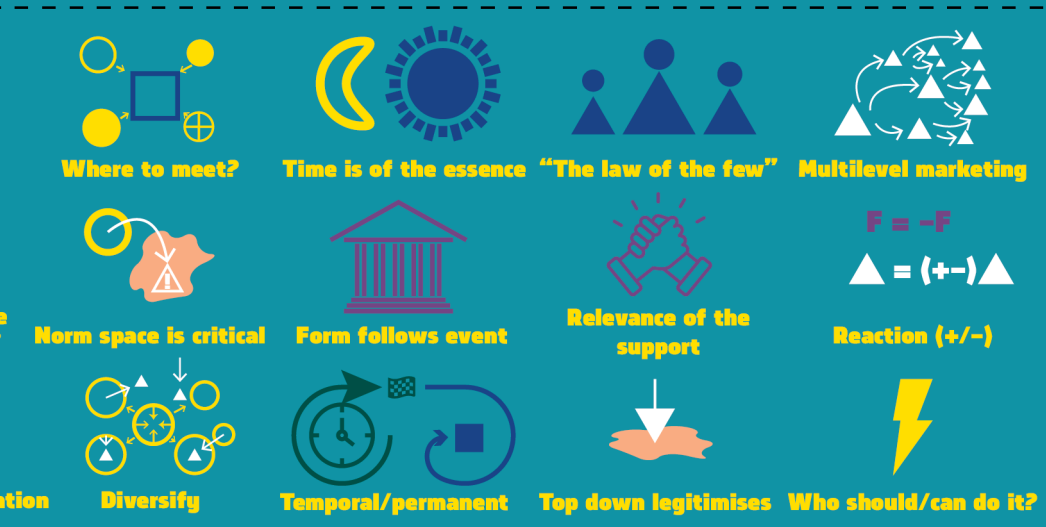 Where to meet?
Time is of the essence
“The law of the few”
Multilevel marketing
F = -F
= (+-)
e
Norm space is critical
Form follows event
Relevance of the
support
Reaction (+/-)
ation
Diversify
Temporal/permanent
Top down legitimises
Who should/can do it?